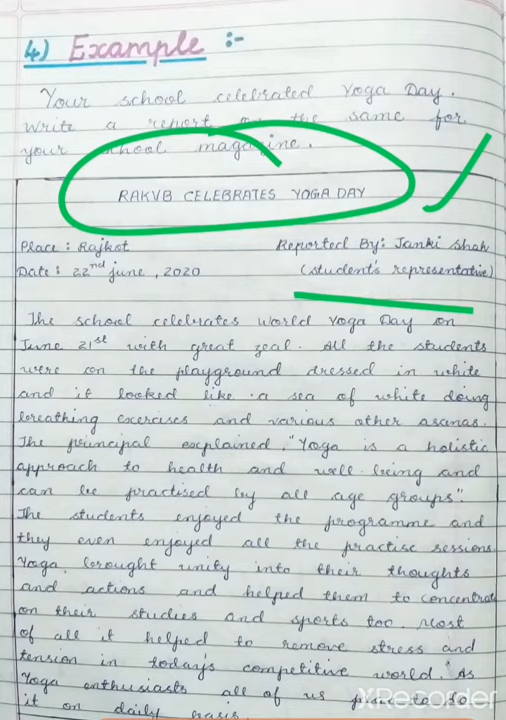 4) Example :-
Your school celebrated Yoga Day.
Write a report on the same for
your school magazine.
RAKVB CELEBRATES YOGA DAY
Place : Rajkot Reported By: Janki Shah
Date : 22nd june, 2020 (student's representative)
The school celebrates World Yoga Day on
June 21st with great zeal. All the students
were on the playground dressed in white
and it looked like a sea of white doing
breathing exercises and various other asanas.
The principal explained, "Yoga is a holistic
approach to health and well-being and
can be practised by all age groups".
The students enjoyed the programme and
they even enjoyed all the practise sessions.
Yoga brought unity into their thoughts
and actions and helped them to concentrate
on their studies and sports too. Most
of all it helped to remove stress and
tension in today's competitive world. As
Yoga enthusiasts all of us plan to do
it on daily basis.
XRecorder